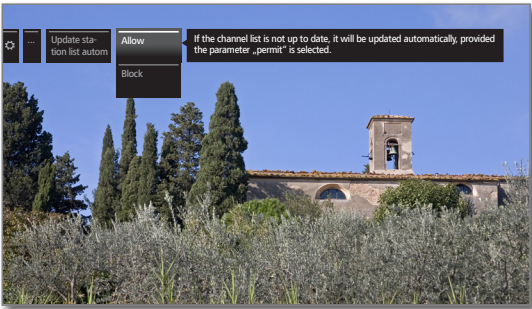 ...
Update sta-
tion list autom
Allow
Block
If the channel list is not up to date, it will be updated automatically, provided
the parameter „permit“ is selected.